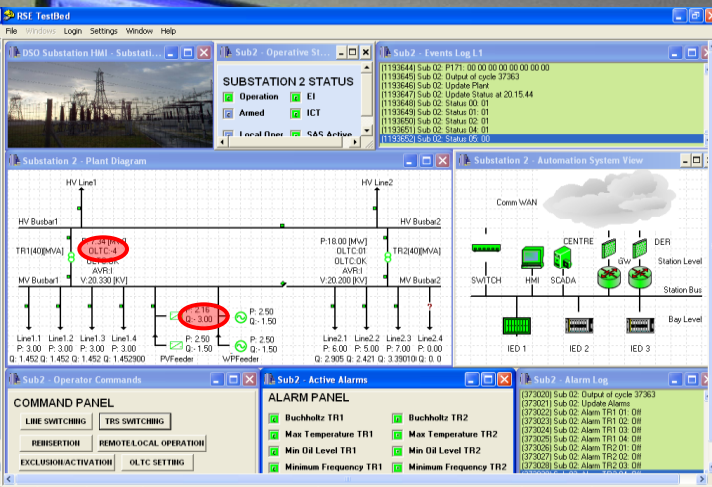 RSE TestBed
File Windows Login Settings Window Help
DSO Substation HMI - Substati...
Sub2 - Operative St...
SUBSTATION 2 STATUS
Operation EI
Armed ICT
Local Oper SAS Active
Sub2 - Events Log L1
(1193644) Sub 02: P171: 00 00 00 00 00 00 00 00
(1193645) Sub 02: Output of cycle 37363
(1193646) Sub 02: Update Plant
(1193647) Sub 02: Update Status at 20.15.44
(1193648) Sub 02: Status 00: 01
(1193649) Sub 02: Status 01: 01
(1193650) Sub 02: Status 02: 01
(1193651) Sub 02: Status 04: 01
(1193652) Sub 02: Status 05: 00
Substation 2 - Plant Diagram
HV Line1 HV Line2
HV Busbar1 HV Busbar2
TR1(40)[MVA]
P:7.34 [MW]
OLTC:-4
OLTC:OK
AVR:I
V:20.330 [KV]
P:18.00 [MW]
OLTC:01
OLTC:OK
AVR:I
V:20.200 [KV]
TR2(40)[MVA]
MV Busbar1 MV Busbar2
P: 2.16
Q:- 3.00
P: 2.50
Q:- 1.50
?
Line1.1 Line1.2 Line1.3 Line1.4
P: 3.00 P: 3.00 P: 3.00 P: 3.00
Q: 1.452 Q: 1.452 Q: 1.452 Q: 1.452900
P: 2.50
Q:- 1.50
P: 2.50
Q:- 1.50
PVFeeder WPFeeder
Line2.1 Line2.2 Line2.3 Line2.4
P: 6.00 P: 5.00 P: 7.00 P: 0.00
Q: 2.905 Q: 2.421 Q: 3.39010 Q: 0.0
Substation 2 - Automation System View
Comm WAN
CENTRE DER
GW
Station Level
SWITCH HMI SCADA
Station Bus
Bay Level
IED 1 IED 2 IED 3
Sub2 - Operator Commands
COMMAND PANEL
LINE SWITCHING TRS SWITCHING
REINSERTION REMOTE/LOCAL OPERATION
EXCLUSION/ACTIVATION OLTC SETTING
Sub2 - Active Alarms
ALARM PANEL
Buchholtz TR1 Buchholtz TR2
Max Temperature TR1 Max Temperature TR2
Min Oil Level TR1 Min Oil Level TR2
Minimum Frequency TR1 Minimum Frequency TR2
Sub2 - Alarm Log
(373020) Sub 02: Output of cycle 37363
(373021) Sub 02: Update Alarms
(373022) Sub 02: Alarm TR1 01: Off
(373023) Sub 02: Alarm TR1 02: Off
(373024) Sub 02: Alarm TR1 03: Off
(373025) Sub 02: Alarm TR1 04: Off
(373026) Sub 02: Alarm TR2 01: Off
(373027) Sub 02: Alarm TR2 02: Off
(373028) Sub 02: Alarm TR2 03: Off